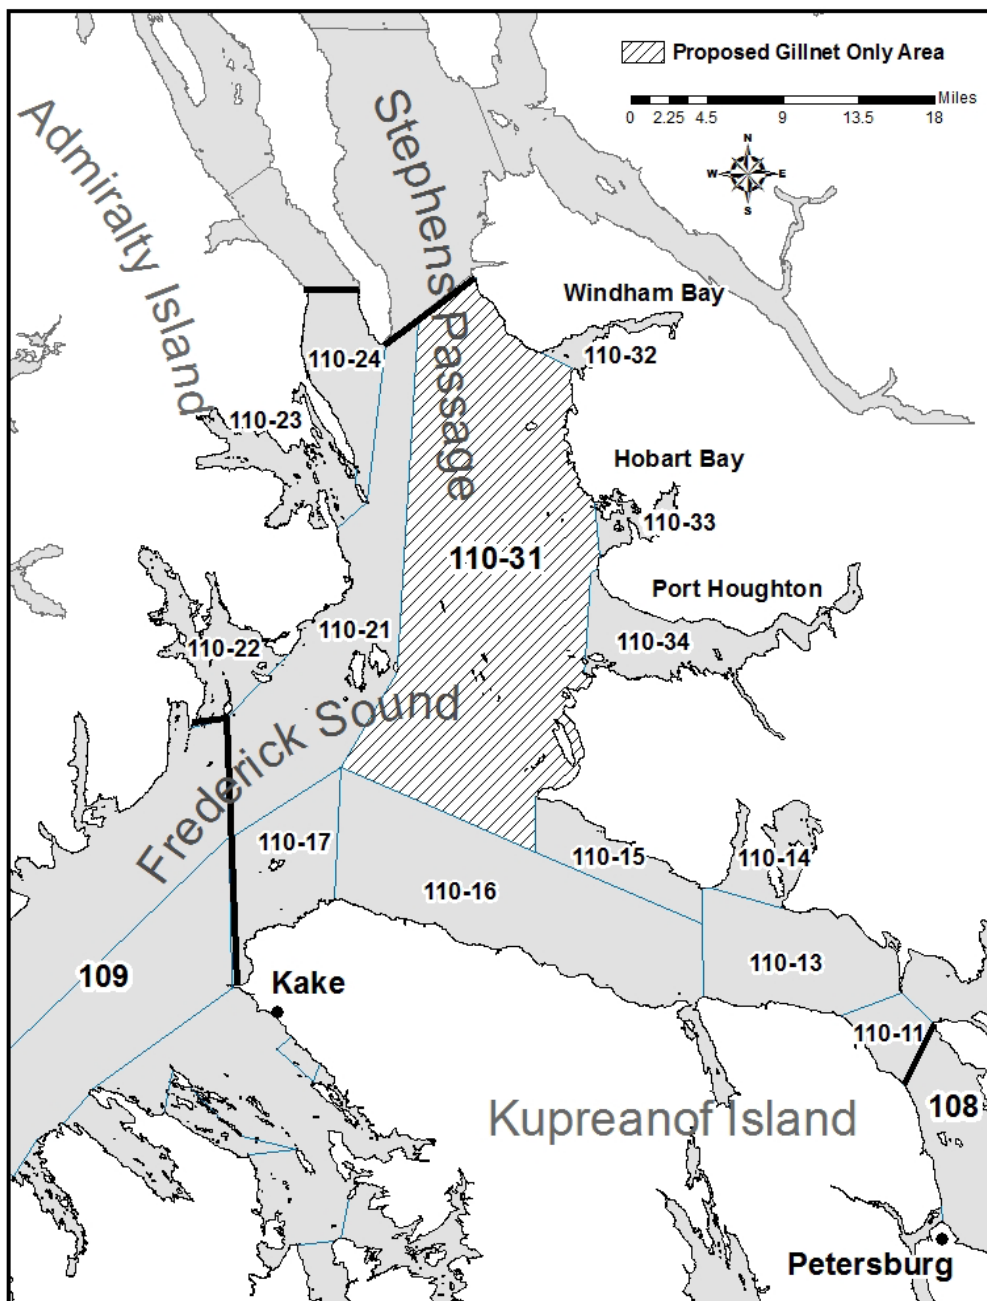 Proposed Gillnet Only Area
Miles
0 2.25 4.5 9 13.5 18
N
W E
S
Admiralty Island
Stephens Passage
Windham Bay
110-32
110-24
110-23
Hobart Bay
110-33
110-31
Port Houghton
110-21
110-22
110-34
Frederick Sound
110-17
110-15
110-14
110-16
110-13
109
Kake
110-11
108
Kupreanof Island
Petersburg